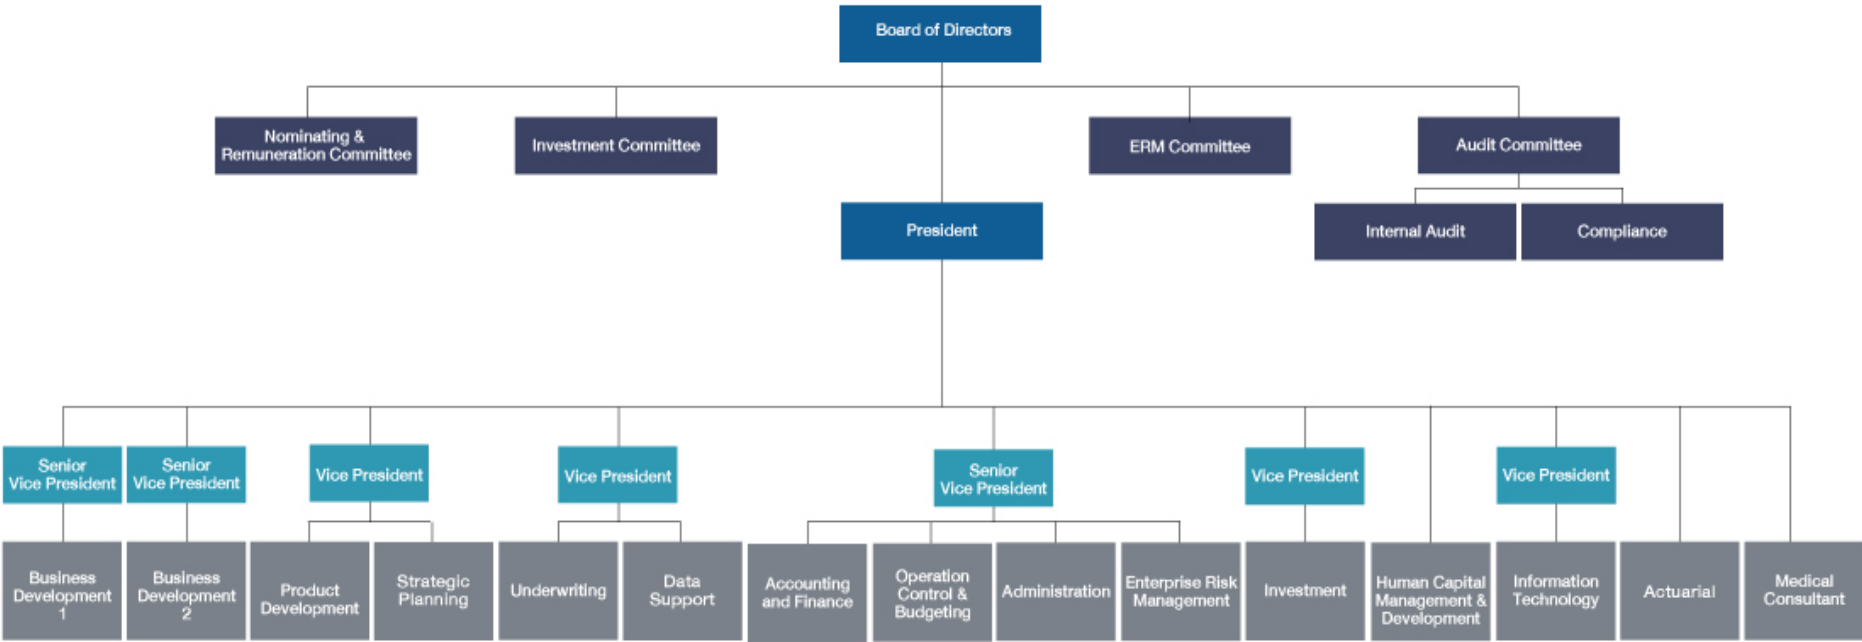 Board of Directors
Nominating &
Remuneration Committee
Investment Committee
ERM Committee
Audit Committee
President
Internal Audit
Compliance
Senior
Vice President
Senior
Vice President
Vice President
Vice President
Senior
Vice President
Vice President
Vice President
Business
Development
1
Business
Development
2
Product
Development
Strategic
Planning
Underwriting
Data
Support
Accounting
and Finance
Operation
Control &
Budgeting
Administration
Enterprise Risk
Management
Investment
Human Capital
Management &
Development
Information
Technology
Actuarial
Medical
Consultant